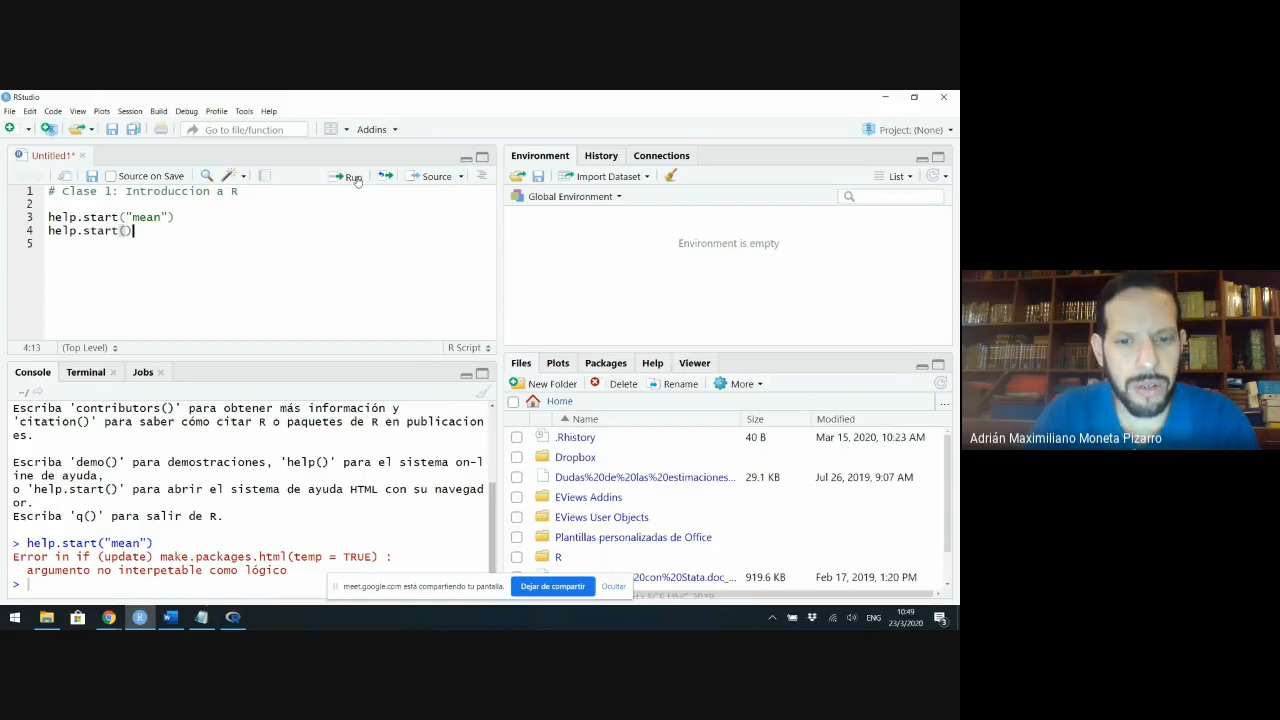 RStudio
File Edit Code View Plots Session Build Debug Profile Tools Help
Go to file/function Addins Project: (None)
Untitled1*
Source on Save Run Source
1 # Clase 1: Introduccion a R
2
3 help.start("mean")
4 help.start()
5
4:13 (Top Level) R Script
Console Terminal Jobs
~/
Escriba 'contributors()' para obtener más información y
'citation()' para saber cómo citar R o paquetes de R en publicacion
es.
Escriba 'demo()' para demostraciones, 'help()' para el sistema on-l
ine de ayuda,
o 'help.start()' para abrir el sistema de ayuda HTML con su navegad
or.
Escriba 'q()' para salir de R.
> help.start("mean")
Error in if (update) make.packages.html(temp = TRUE) :
argumento no interpetable como lógico
>
Environment History Connections
Import Dataset List
Global Environment
Environment is empty
Files Plots Packages Help Viewer
New Folder Delete Rename More
Home ...
Name Size Modified
.Rhistory 40 B Mar 15, 2020, 10:23 AM
Dropbox
Dudas%20de%20las%20estimaciones... 29.1 KB Jul 26, 2019, 9:07 AM
EViews Addins
EViews User Objects
Plantillas personalizadas de Office
R
%20con%20Stata.doc_... 919.6 KB Feb 17, 2019, 1:20 PM
meet.google.com está compartiendo tu pantalla. Dejar de compartir Ocultar
ENG 10:49
23/3/2020
3
Adrián Maximiliano Moneta Pizarro